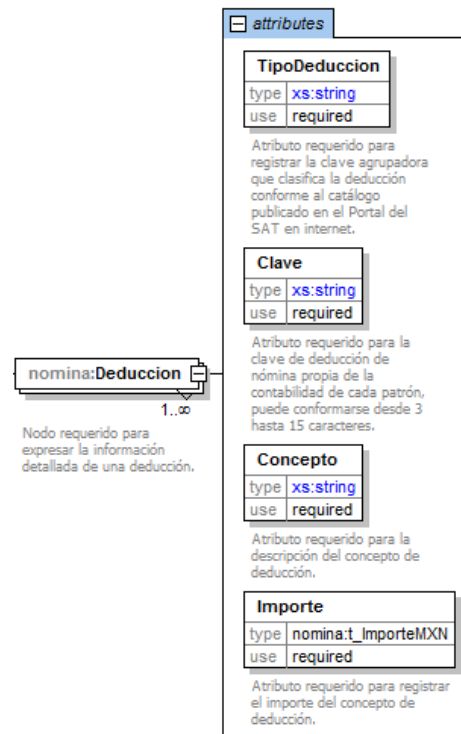 attributes
TipoDeduccion
type xs:string
use required
Atributo requerido para
registrar la clave agrupadora
que clasifica la deducción
conforme al catálogo
publicado en el Portal del
SAT en internet.
Clave
type xs:string
use required
Atributo requerido para la
clave de deducción de
nómina propia de la
contabilidad de cada patrón,
puede conformarse desde 3
hasta 15 caracteres.
nomina:Deduccion
1..∞
Nodo requerido para
expresar la información
detallada de una deducción.
Concepto
type xs:string
use required
Atributo requerido para la
descripción del concepto de
deducción.
Importe
type nomina:t_ImporteMXN
use required
Atributo requerido para registrar
el importe del concepto de
deducción.